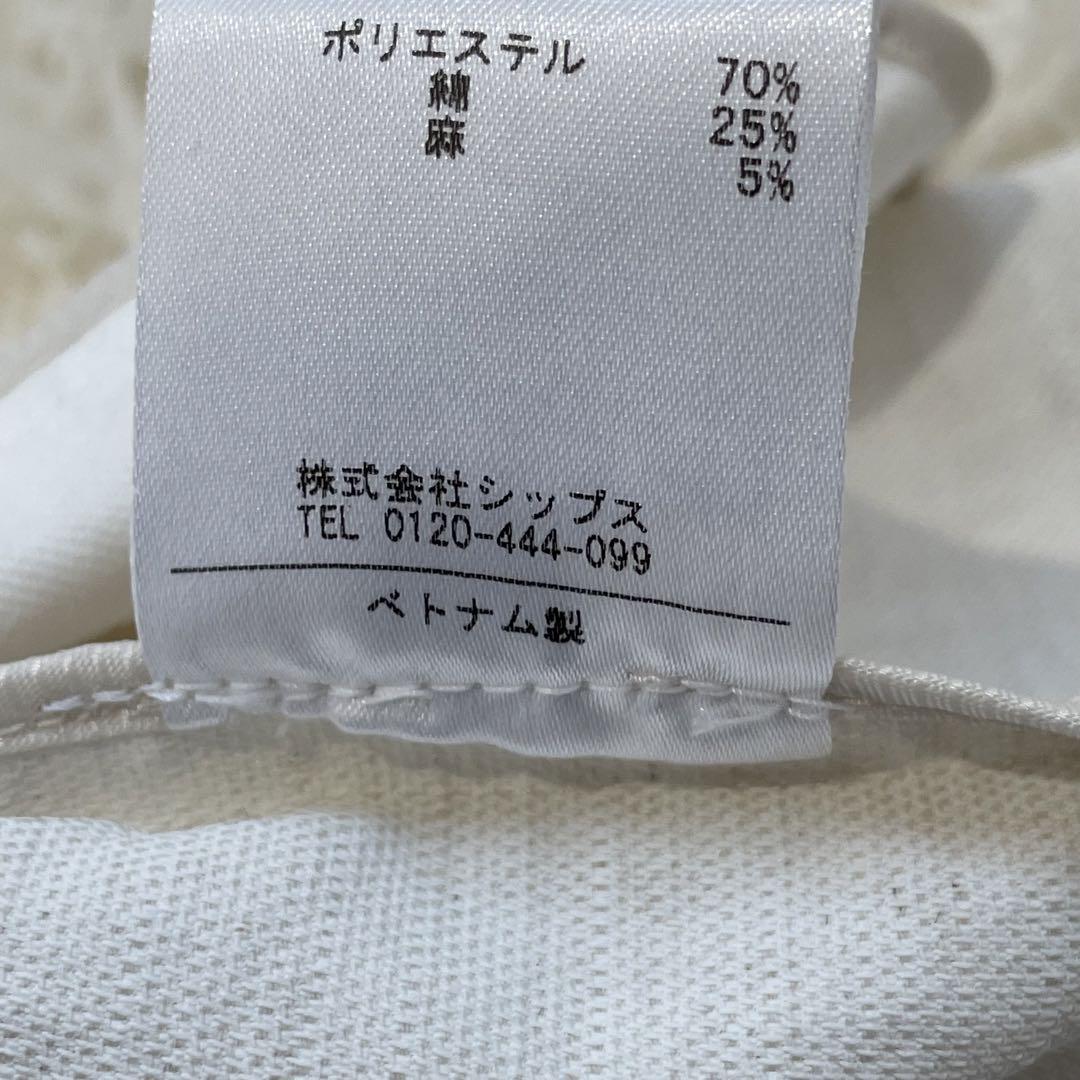 ポリエステル 70%
綿 25%
麻 5%
株式会社シップス
TEL 0120-444-099
ベトナム製